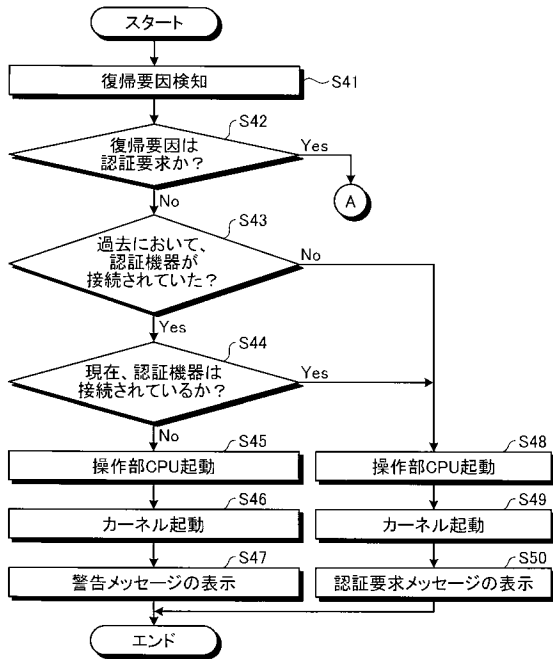 スタート
復帰要因検知
S41
S42
復帰要因は
認証要求か？
Yes
A
No
S43
過去において、
認証機器が
接続されていた？
No
Yes
S44
現在、認証機器は
接続されているか？
Yes
No
S45
操作部CPU起動
S48
操作部CPU起動
S46
カーネル起動
S49
カーネル起動
S47
警告メッセージの表示
S50
認証要求メッセージの表示
エンド